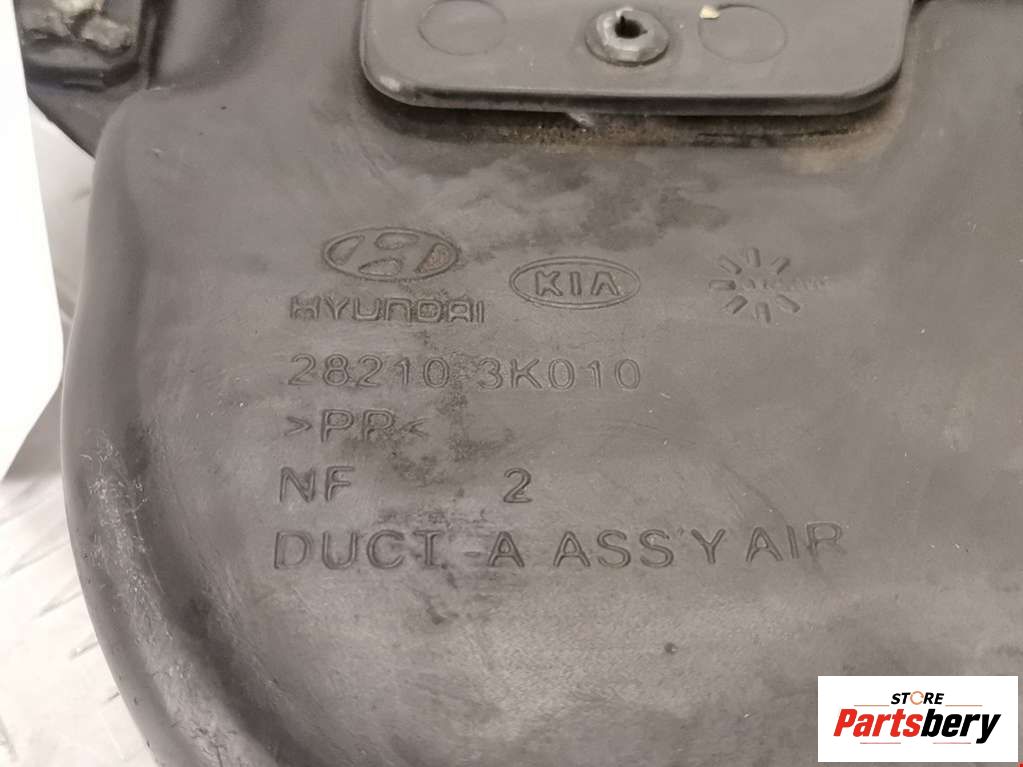 KIA
HYUNDAI
28210 3K010
>PP<
NF 2
DUCT-A ASS'Y AIR
STORE
Partsbery